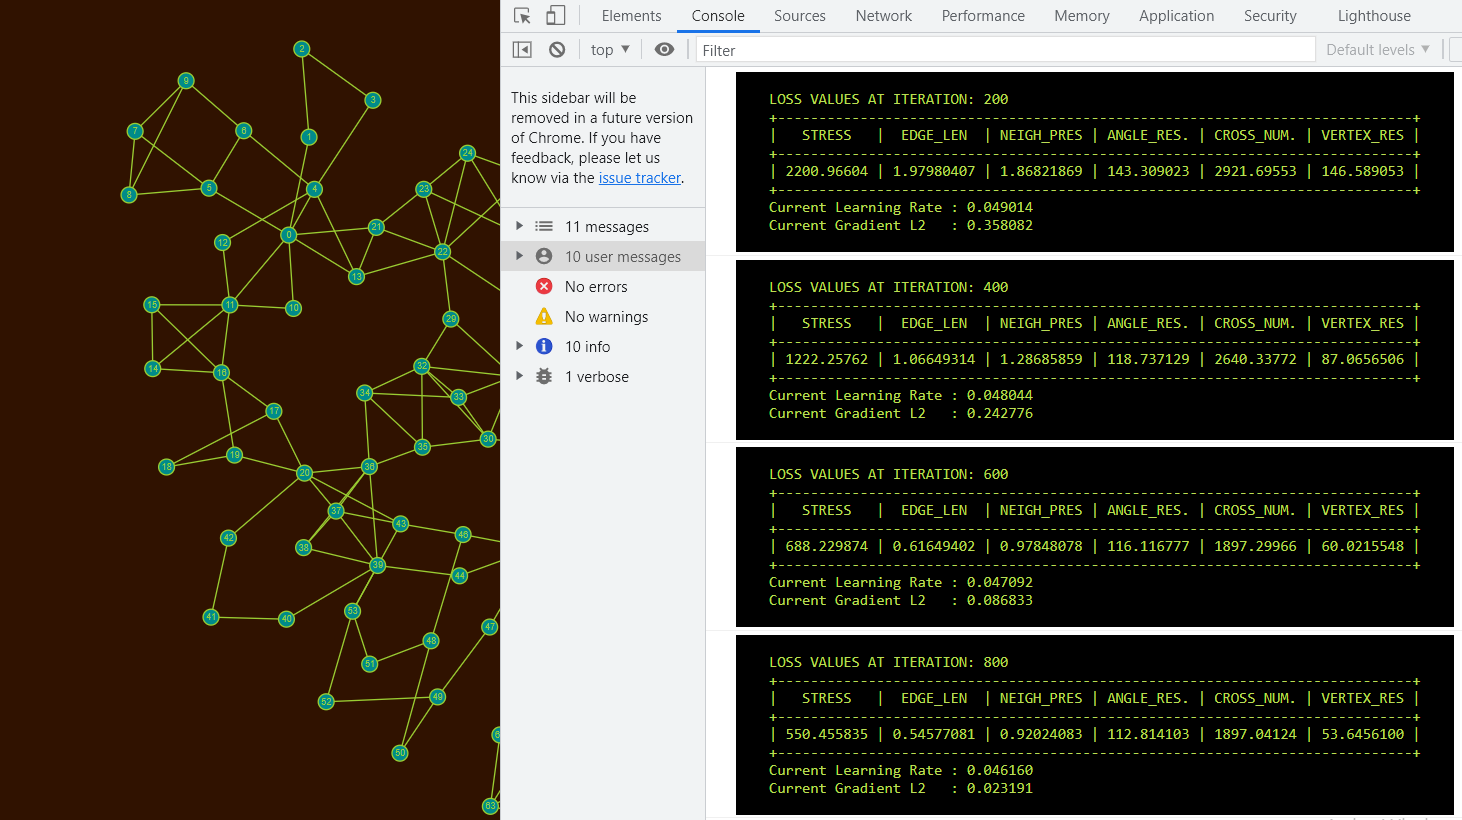 Elements Console Sources Network Performance Memory Application Security Lighthouse
top ▼ Filter Default levels ▼
This sidebar will be
removed in a future version
of Chrome. If you have
feedback, please let us
know via the issue tracker.
11 messages
10 user messages
No errors
No warnings
10 info
1 verbose
LOSS VALUES AT ITERATION: 200
+-----------------------------------------------------------------------------+
| STRESS | EDGE_LEN | NEIGH_PRES | ANGLE_RES. | CROSS_NUM. | VERTEX_RES |
+-----------------------------------------------------------------------------+
| 2200.96604 | 1.97980407 | 1.86821869 | 143.309023 | 2921.69553 | 146.589053 |
+-----------------------------------------------------------------------------+
Current Learning Rate : 0.049014
Current Gradient L2 : 0.358082
LOSS VALUES AT ITERATION: 400
+-----------------------------------------------------------------------------+
| STRESS | EDGE_LEN | NEIGH_PRES | ANGLE_RES. | CROSS_NUM. | VERTEX_RES |
+-----------------------------------------------------------------------------+
| 1222.25762 | 1.06649314 | 1.28685859 | 118.737129 | 2640.33772 | 87.0656506 |
+-----------------------------------------------------------------------------+
Current Learning Rate : 0.048044
Current Gradient L2 : 0.242776
LOSS VALUES AT ITERATION: 600
+-----------------------------------------------------------------------------+
| STRESS | EDGE_LEN | NEIGH_PRES | ANGLE_RES. | CROSS_NUM. | VERTEX_RES |
+-----------------------------------------------------------------------------+
| 688.229874 | 0.61649402 | 0.97848078 | 116.116777 | 1897.29966 | 60.0215548 |
+-----------------------------------------------------------------------------+
Current Learning Rate : 0.047092
Current Gradient L2 : 0.086833
LOSS VALUES AT ITERATION: 800
+-----------------------------------------------------------------------------+
| STRESS | EDGE_LEN | NEIGH_PRES | ANGLE_RES. | CROSS_NUM. | VERTEX_RES |
+-----------------------------------------------------------------------------+
| 550.455835 | 0.54577081 | 0.92024083 | 112.814103 | 1897.04124 | 53.6456100 |
+-----------------------------------------------------------------------------+
Current Learning Rate : 0.046160
Current Gradient L2 : 0.023191
2
9
3
7
6
1
24
8
5
4
23
12
0
21
22
13
15
11
10
29
14
16
32
34
33
17
30
35
18
19
20
36
37
43
42
38
46
39
44
53
41
40
47
48
51
52
49
50
63